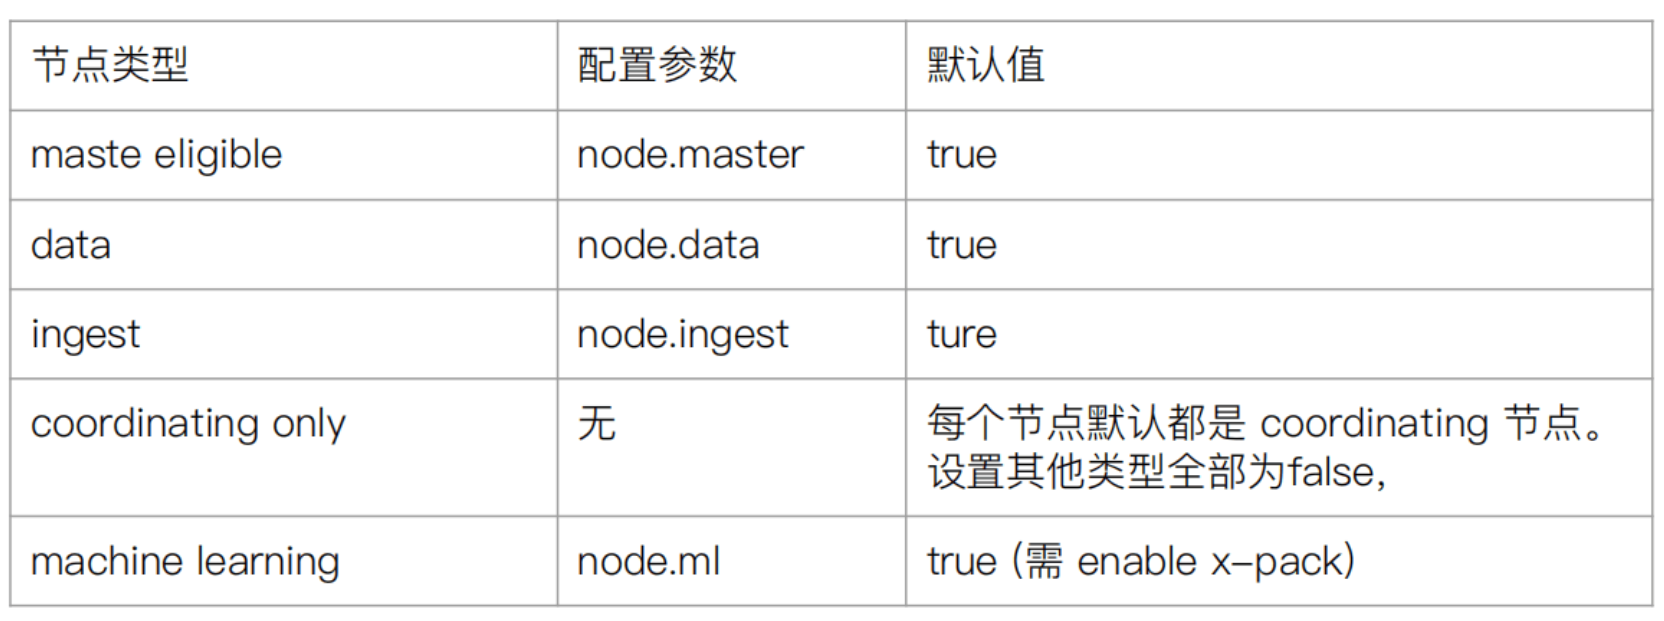 节点类型 配置参数 默认值
maste eligible node.master true
data node.data true
ingest node.ingest ture
coordinating only 无 每个节点默认都是 coordinating 节点。
设置其他类型全部为false,
machine learning node.ml true (需 enable x-pack)